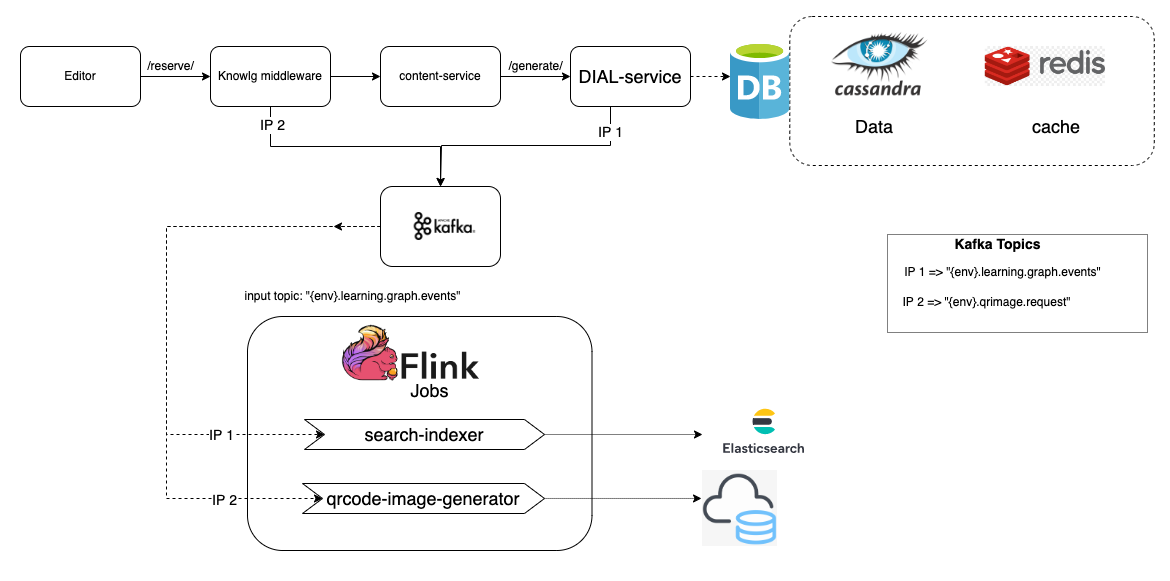 Editor
/reserve/
Knowlg middleware
content-service
/generate/
DIAL-service
DB
cassandra
redis
Data
cache
IP 2
IP 1
kafka
Kafka Topics
IP 1 => "{env}.learning.graph.events"
IP 2 => "{env}.qrimage.request"
input topic: "{env}.learning.graph.events"
Flink
Jobs
IP 1
search-indexer
Elasticsearch
IP 2
qrcode-image-generator